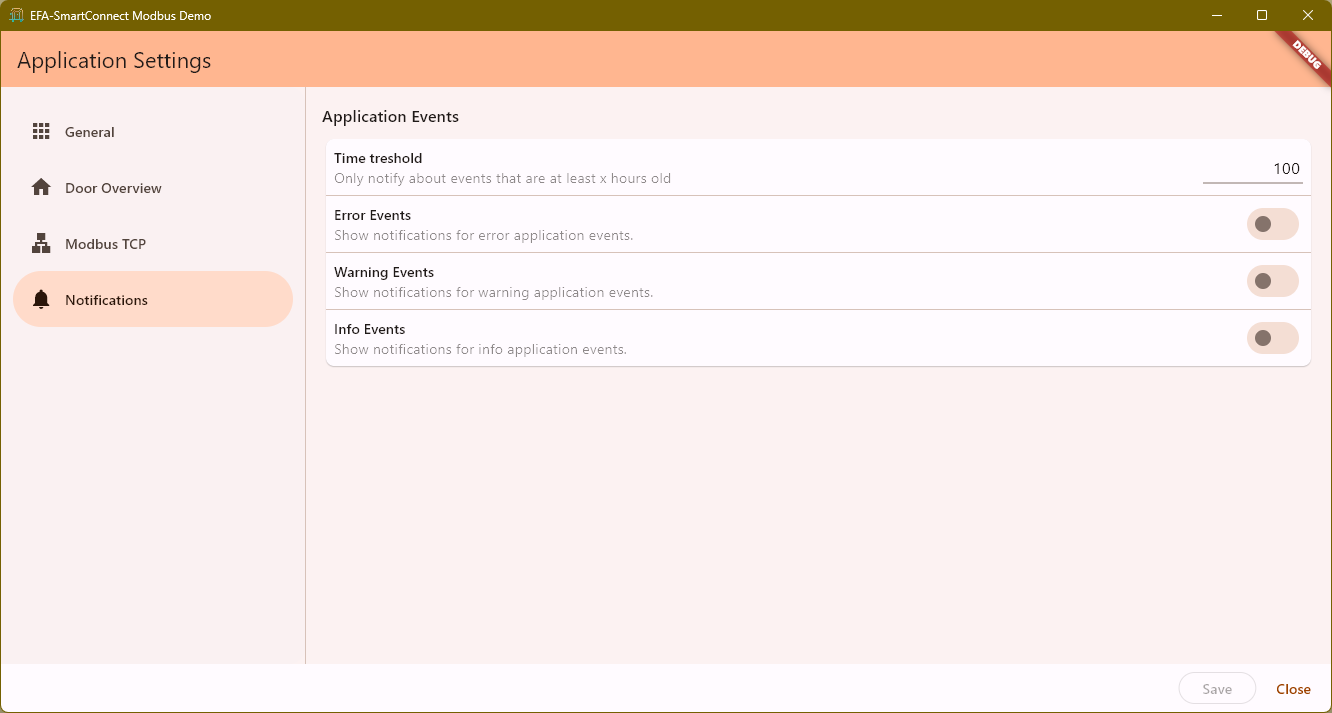 EFA-SmartConnect Modbus Demo
Application Settings
DEBUG
General
Door Overview
Modbus TCP
Notifications
Application Events
Time treshold
Only notify about events that are at least x hours old
100
Error Events
Show notifications for error application events.
Warning Events
Show notifications for warning application events.
Info Events
Show notifications for info application events.
Save
Close